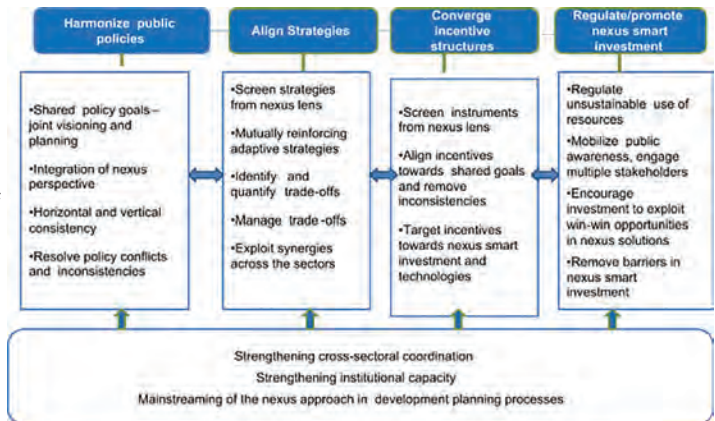 Harmonize public
policies
Align Strategies
Converge
incentive
structures
Regulate/promote
nexus smart
investment
•Shared policy goals–
joint visioning and
planning
•Integration of nexus
perspective
•Horizontal and vertical
consistency
•Resolve policy conflicts
and inconsistencies
•Screen strategies
from nexus lens
•Mutually reinforcing
adaptive strategies
•Identify and
quantify trade-offs
•Manage trade-offs
•Exploit synergies
across the sectors
•Screen instruments
from nexus lens
•Align incentives
towards shared goals
and remove
inconsistencies
•Target incentives
towards nexus smart
investment and
technologies
•Regulate
unsustainable use of
resources
•Mobilize public
awareness, engage
multiple stakeholders
•Encourage
investment to exploit
win-win opportunities
in nexus solutions
•Remove barriers in
nexus smart
investment
Strengthening cross-sectoral coordination
Strengthening institutional capacity
Mainstreaming of the nexus approach in development planning processes